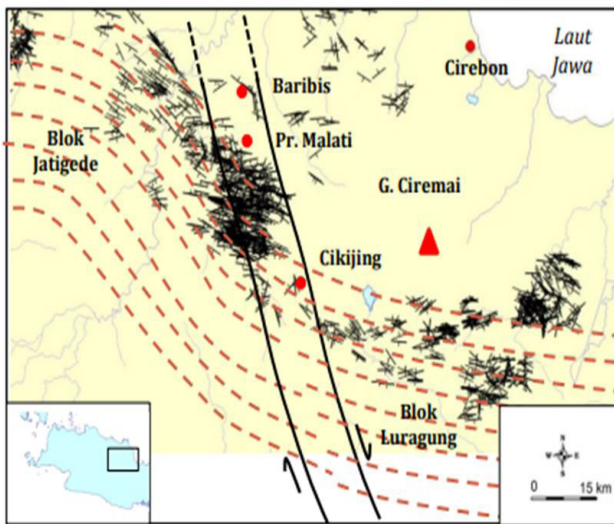 Laut
Jawa
Cirebon
Baribis
Blok
Jatigede
Pr. Malati
G. Ciremai
Cikijing
Blok
Luragung
N
W E
S
0 15 km